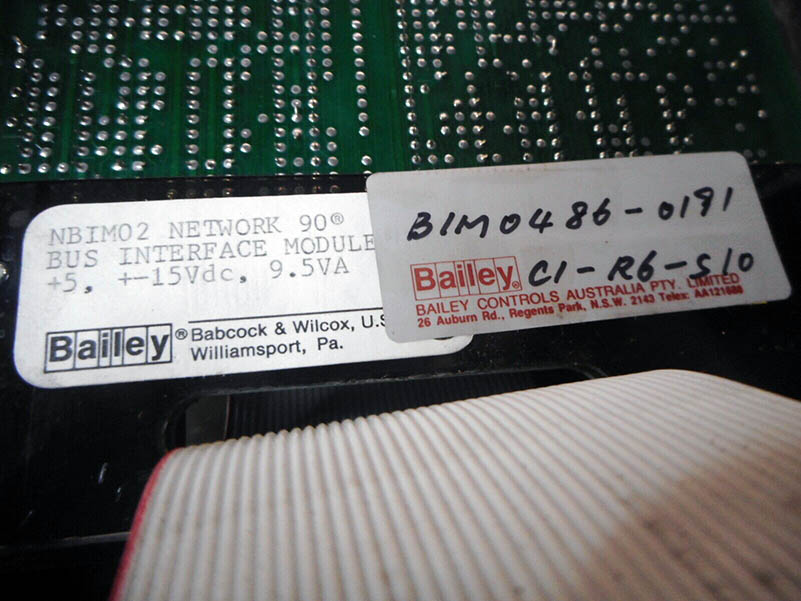 NBIM02 NETWORK 90®
BUS INTERFACE MODULE
+5, +-15Vdc, 9.5VA
Bailey® Babcock & Wilcox, U.S
Williamsport, Pa.
BIM0486-0191
Bailey® C1-R6-S10
BAILEY CONTROLS AUSTRALIA PTY. LIMITED
26 Auburn Rd., Regents Park, N.S.W. 2143 Telex: AA121688